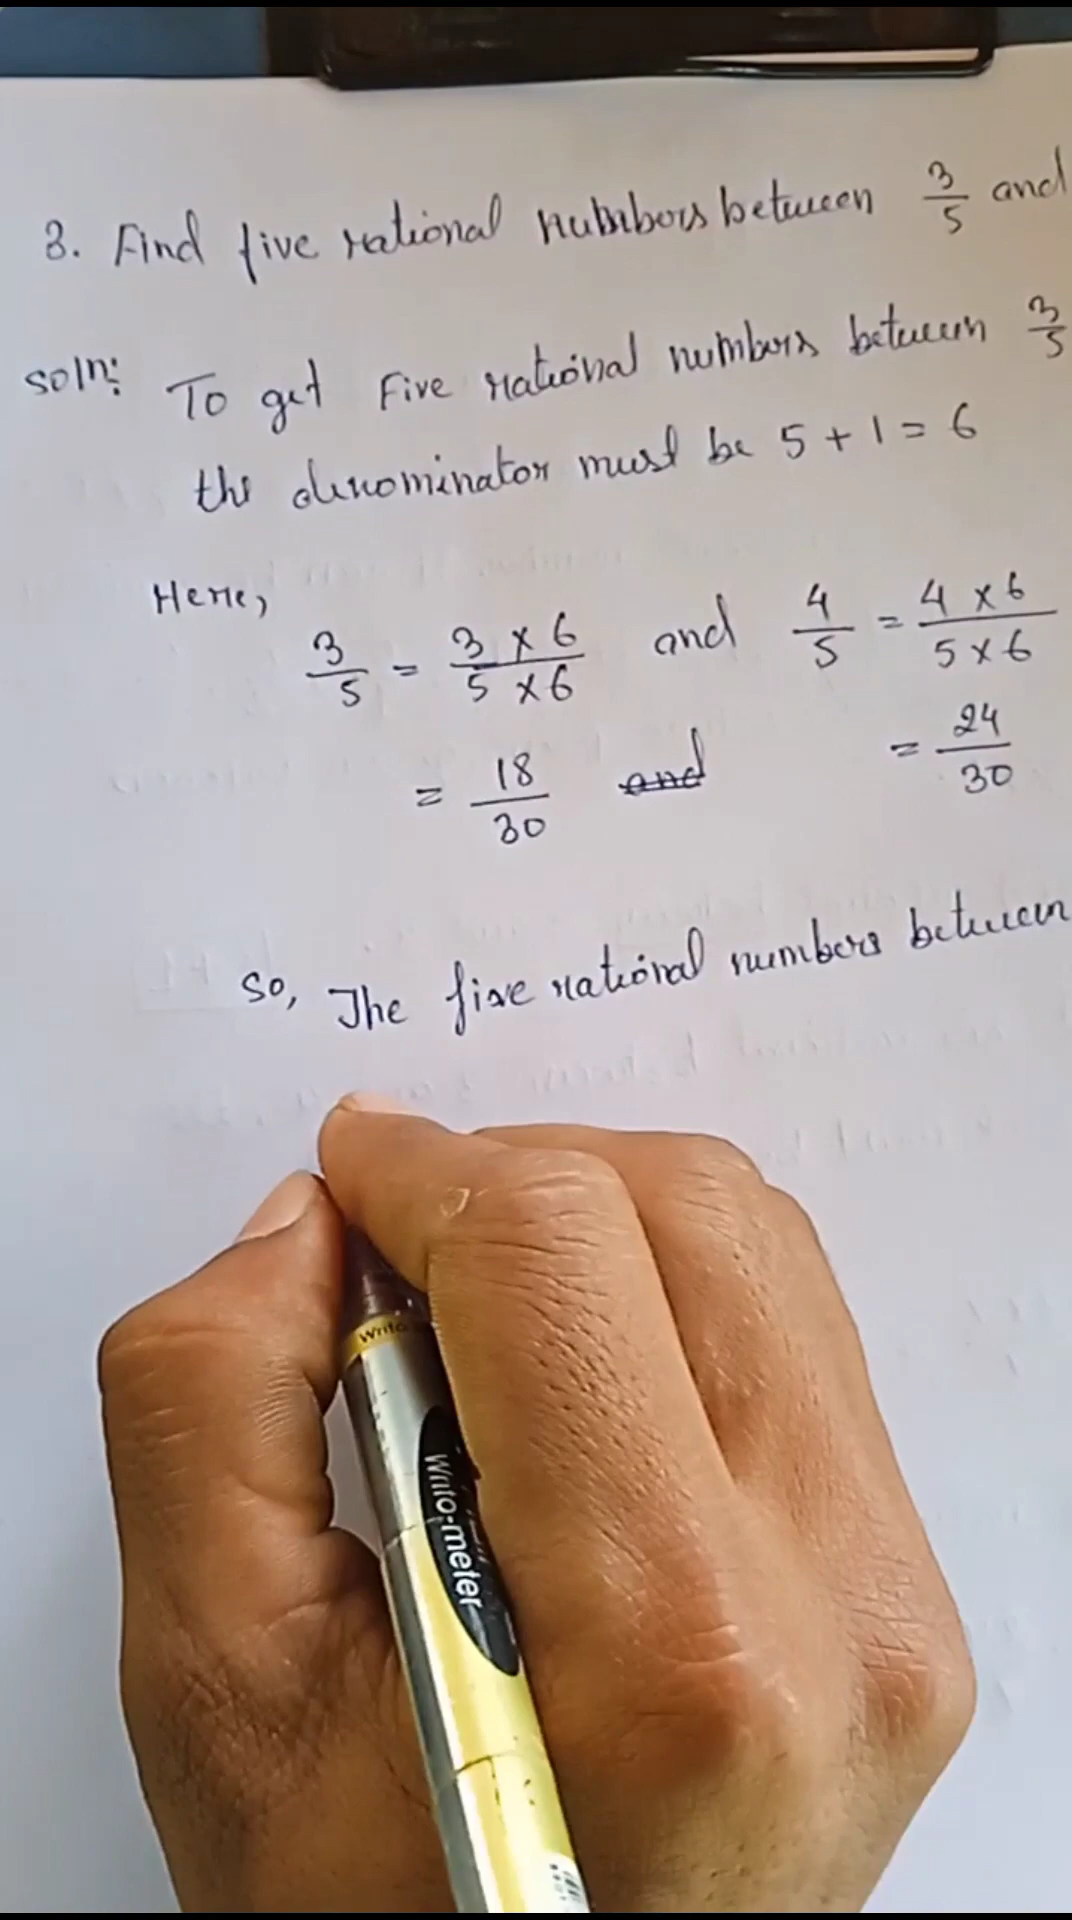 3. Find five rational numbers between 3/5 and
Soln: To get Five rational numbers between 3/5
the denominator must be 5 + 1 = 6
Here,
3/5 = 3 × 6/5 × 6 and 4/5 = 4 × 6/5 × 6
= 18/30 and = 24/30
So, The five rational numbers between
Writo-meter